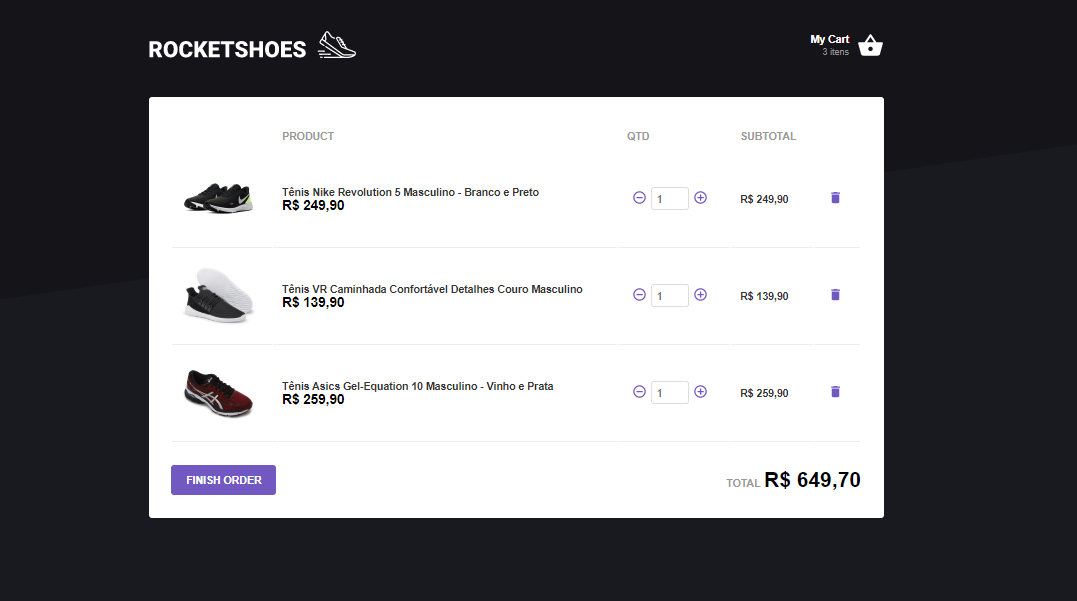 ROCKETSHOES
My Cart
3 itens
PRODUCT QTD SUBTOTAL
Tênis Nike Revolution 5 Masculino - Branco e Preto
R$ 249,90
1
R$ 249,90
Tênis VR Caminhada Confortável Detalhes Couro Masculino
R$ 139,90
1
R$ 139,90
Tênis Asics Gel-Equation 10 Masculino - Vinho e Prata
R$ 259,90
1
R$ 259,90
FINISH ORDER
TOTAL R$ 649,70